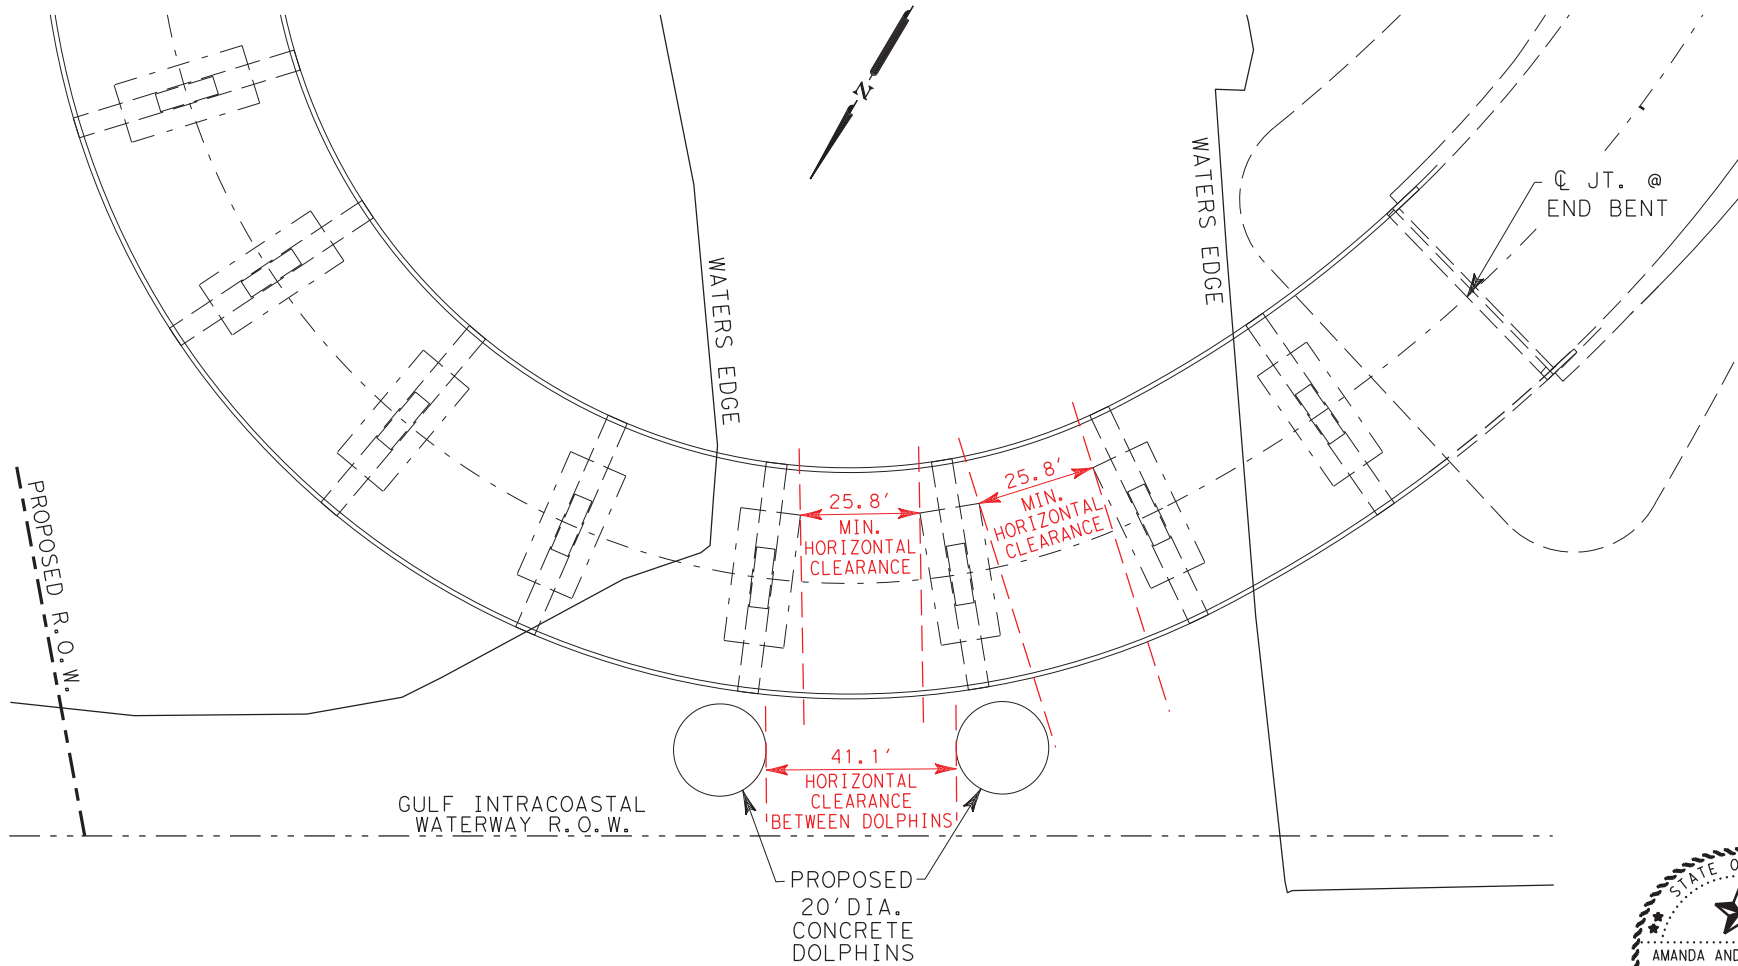 N
WATERS EDGE
℄ JT. @
END BENT
WATERS EDGE
25.8'
MIN.
HORIZONTAL
CLEARANCE
25.8'
MIN.
HORIZONTAL
CLEARANCE
PROPOSED R.O.W.
41.1'
HORIZONTAL
CLEARANCE
BETWEEN DOLPHINS
GULF INTRACOASTAL
WATERWAY R.O.W.
PROPOSED
20' DIA.
CONCRETE
DOLPHINS
STATE
AMANDA